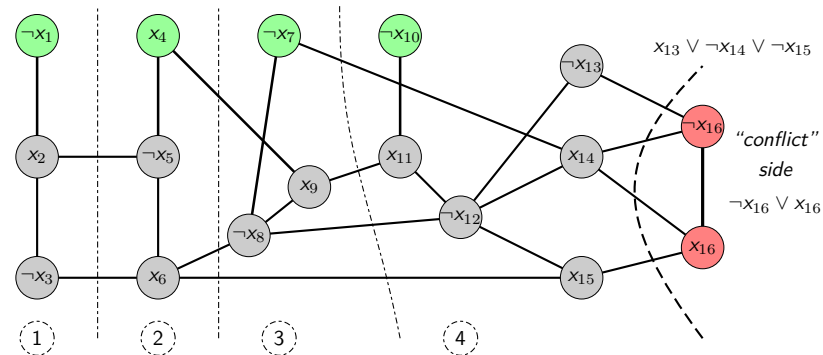 ¬x₁ x₄ ¬x₇ ¬x₁₀
x₁₃ ∨ ¬x₁₄ ∨ ¬x₁₅
¬x₁₃
¬x₁₆
“conflict”
side
x₂ ¬x₅ x₁₁ x₁₄
x₉
¬x₁₆ ∨ x₁₆
¬x₈ ¬x₁₂
x₁₆
¬x₃ x₆ x₁₅
1 2 3 4